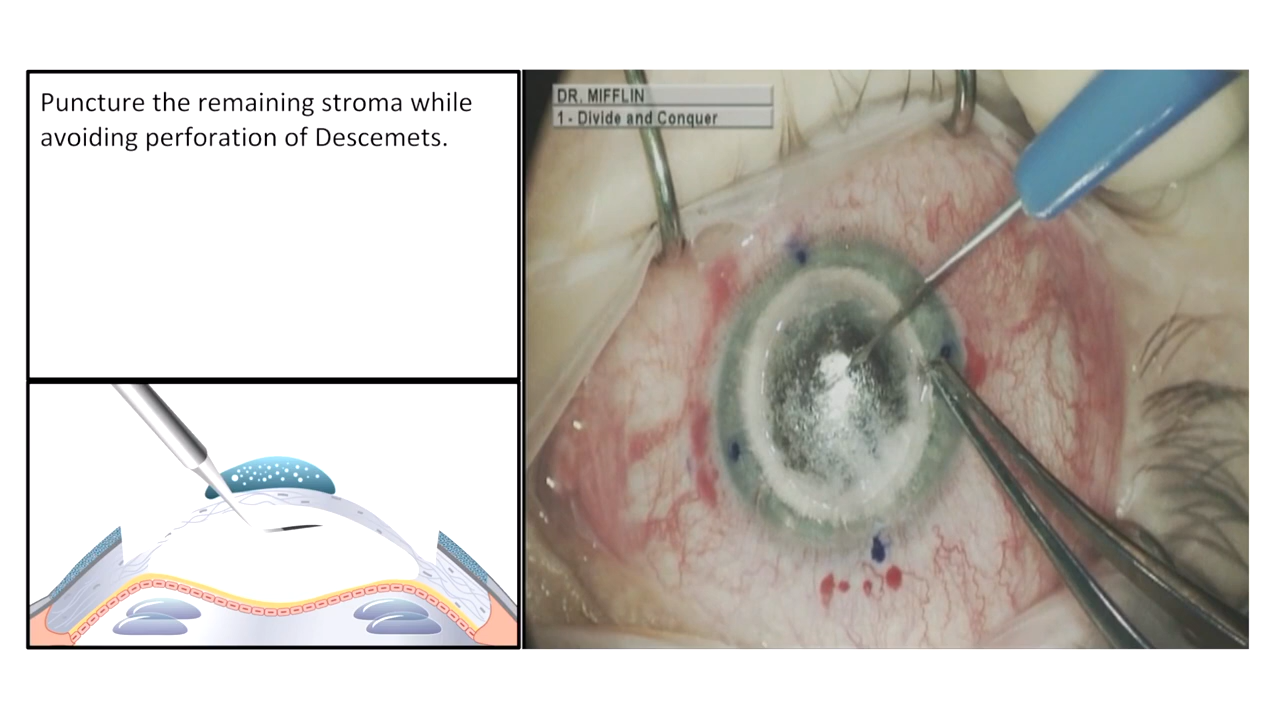 Puncture the remaining stroma while
avoiding perforation of Descemets.
DR. MIFFLIN
1 - Divide and Conquer